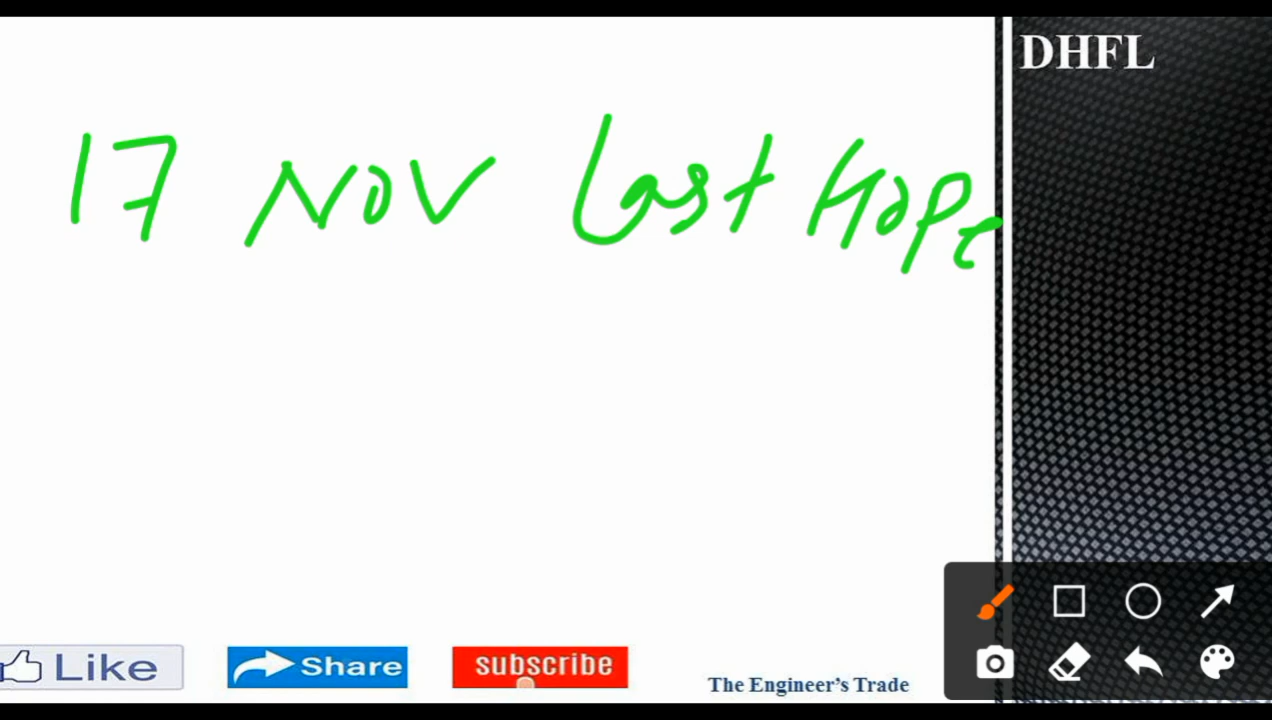 DHFL
17 NOV Last Hope
Like Share subscribe
The Engineer's Trade